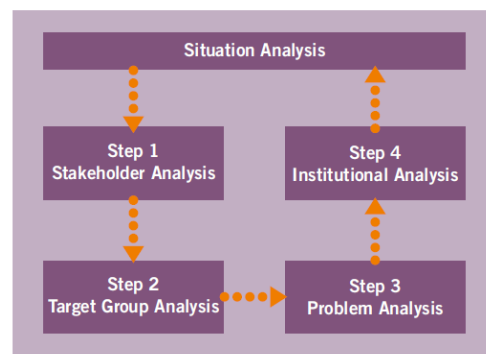 Situation Analysis
Step 1
Stakeholder Analysis
Step 2
Target Group Analysis
Step 3
Problem Analysis
Step 4
Institutional Analysis